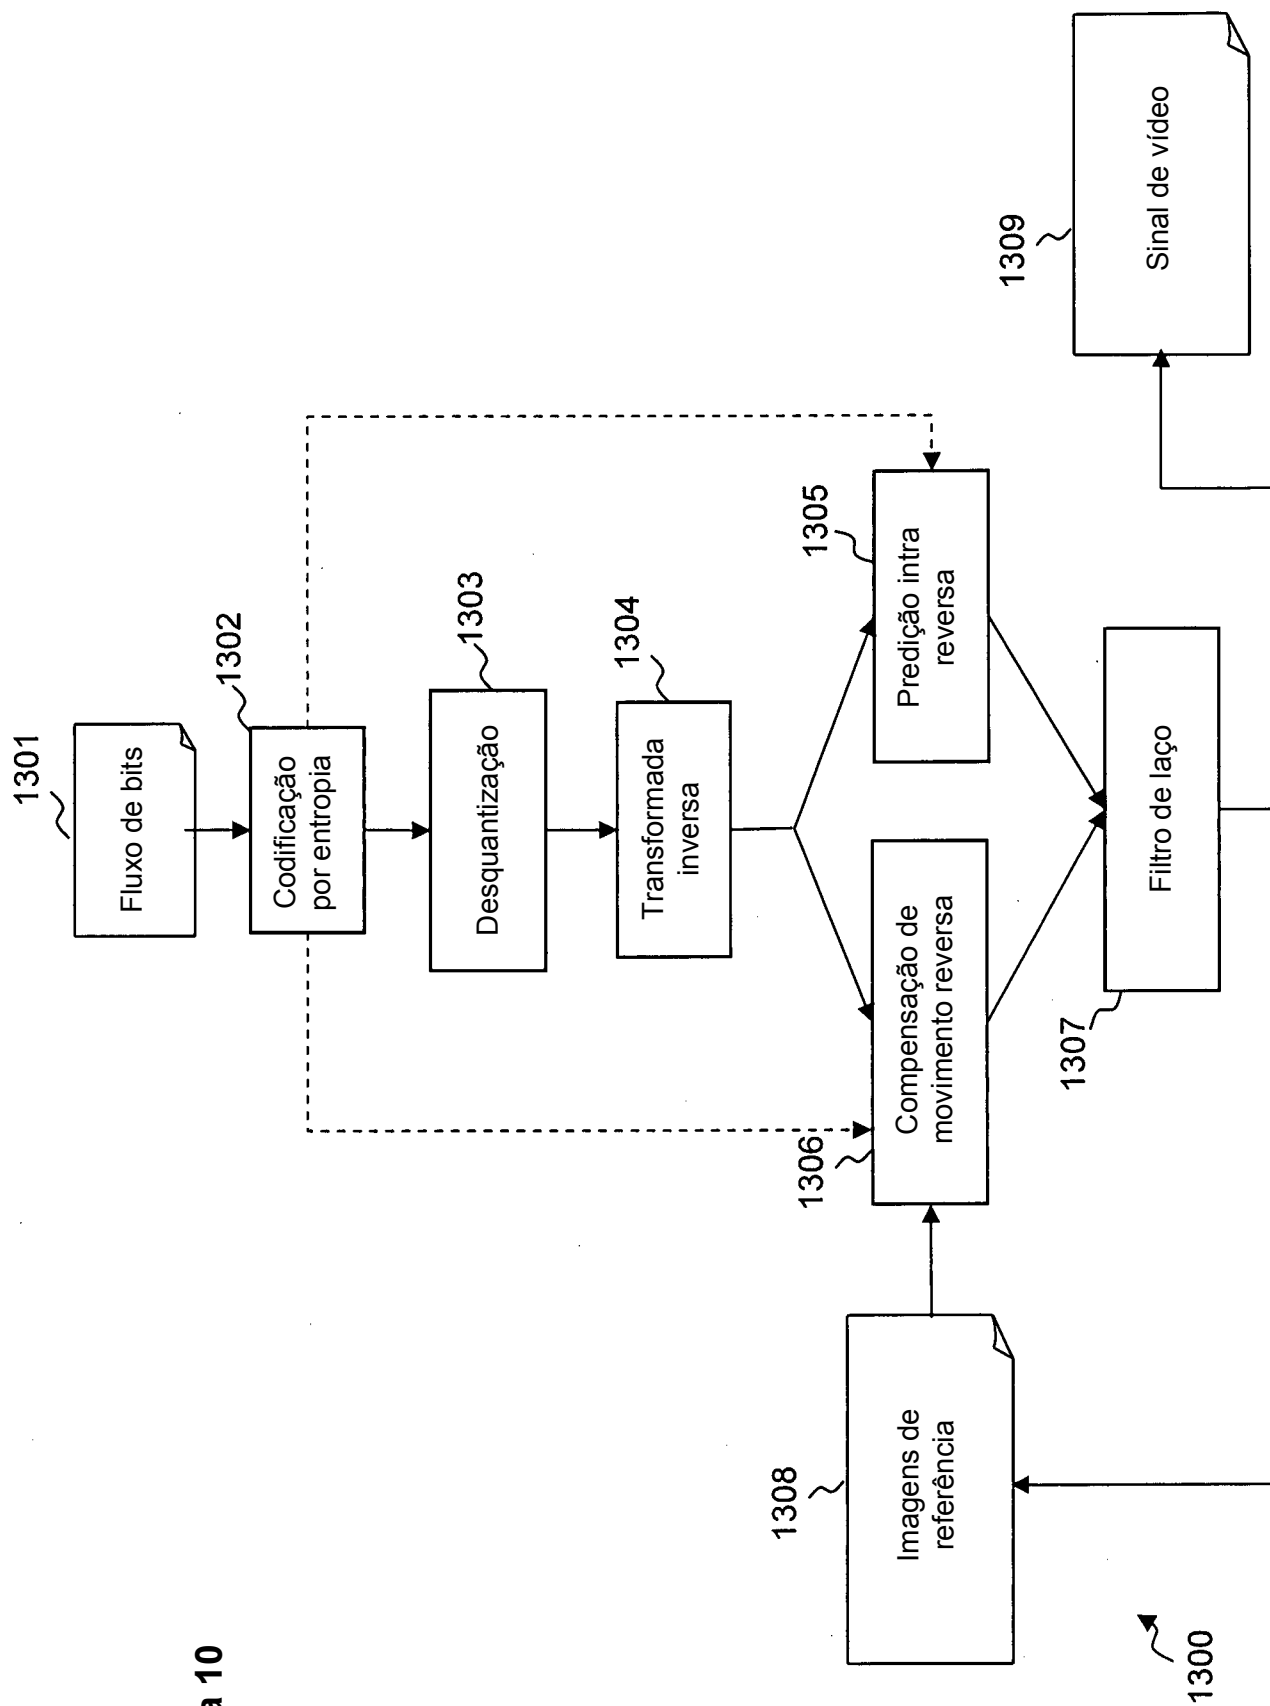 1301
Fluxo de bits
1302
Codificação
por entropia
1303
Desquantização
1304
Transformada
inversa
1305
Predição intra
reversa
1306
Compensação de
movimento reversa
1307
Filtro de laço
1308
Imagens de
referência
1309
Sinal de vídeo
1300
a 10